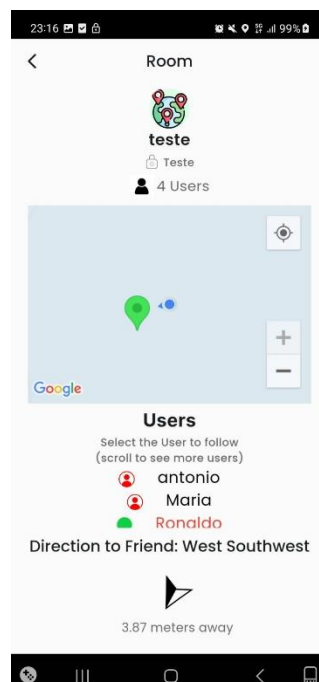 23:16 5G 99%
Room
teste
Teste
4 Users
+
−
Google
Users
Select the User to follow
(scroll to see more users)
antonio
Maria
Ronaldo
Direction to Friend: West Southwest
3.87 meters away